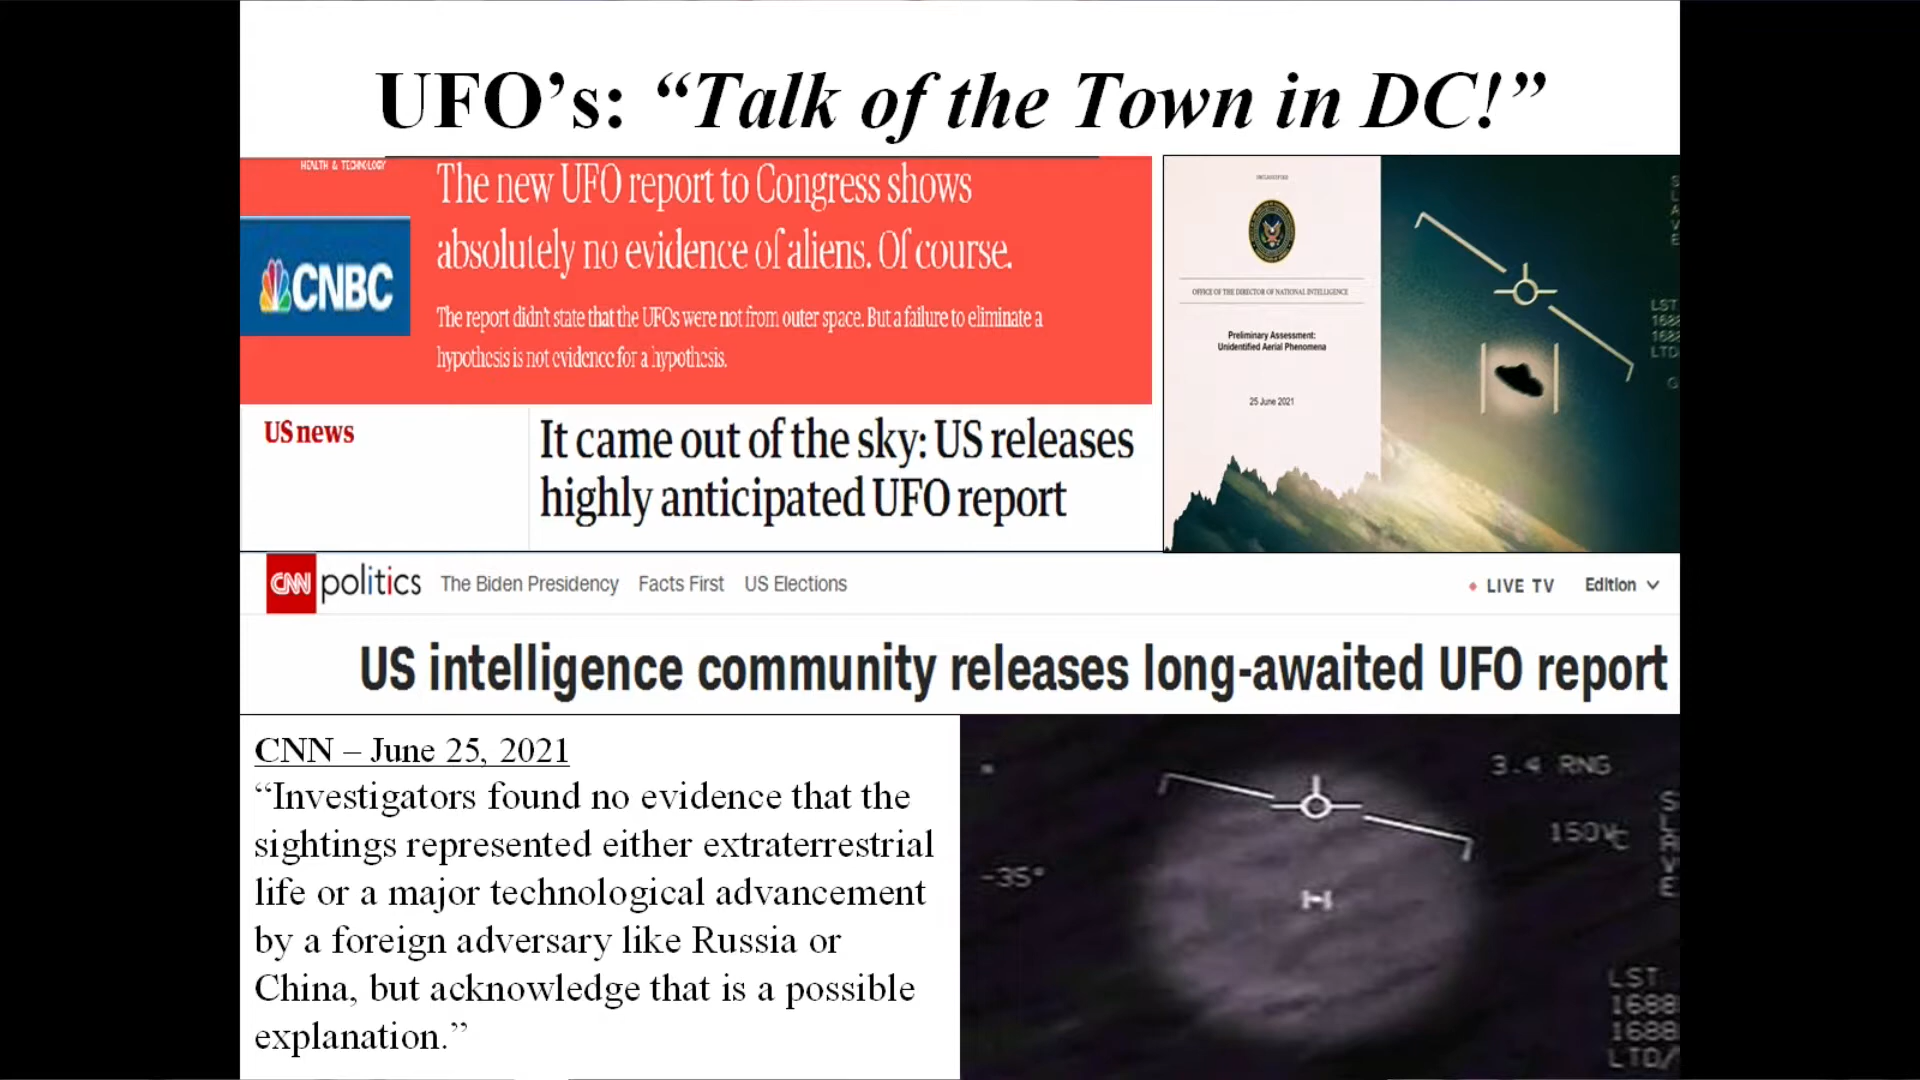 UFO's: “Talk of the Town in DC!”
HEALTH & TECHNOLOGY
The new UFO report to Congress shows
absolutely no evidence of aliens. Of course.
CNBC
The report didn't state that the UFOs were not from outer space. But a failure to eliminate a
hypothesis is not evidence for a hypothesis.
UNCLASSIFIED
OFFICE OF THE DIRECTOR OF NATIONAL INTELLIGENCE
Preliminary Assessment:
Unidentified Aerial Phenomena
25 June 2021
LST
1688
1688
LTD
US news
It came out of the sky: US releases
highly anticipated UFO report
CNN politics The Biden Presidency Facts First US Elections
LIVE TV Edition
US intelligence community releases long-awaited UFO report
CNN – June 25, 2021
“Investigators found no evidence that the
sightings represented either extraterrestrial
life or a major technological advancement
by a foreign adversary like Russia or
China, but acknowledge that is a possible
explanation.”
3.4 RNG
-35°
SLAVE
LST
1688
1688
LTD/